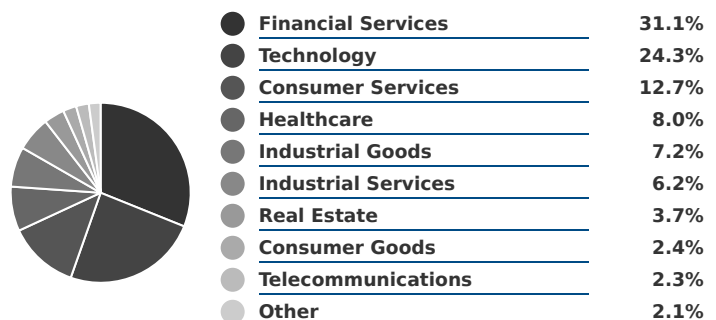 Financial Services 31.1%
Technology 24.3%
Consumer Services 12.7%
Healthcare 8.0%
Industrial Goods 7.2%
Industrial Services 6.2%
Real Estate 3.7%
Consumer Goods 2.4%
Telecommunications 2.3%
Other 2.1%